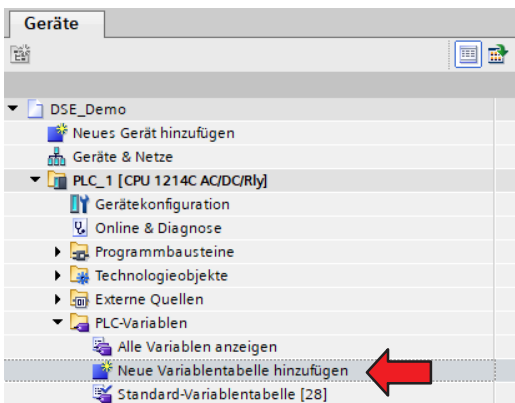 Geräte
DSE_Demo
Neues Gerät hinzufügen
Geräte & Netze
PLC_1 [CPU 1214C AC/DC/Rly]
Gerätekonfiguration
Online & Diagnose
Programmbausteine
Technologieobjekte
Externe Quellen
PLC-Variablen
Alle Variablen anzeigen
Neue Variablentabelle hinzufügen
Standard-Variablentabelle [28]